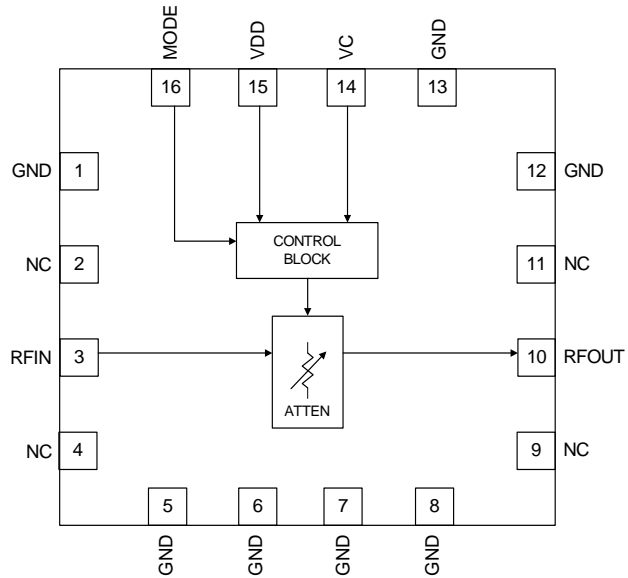 MODE
VDD
VC
GND
16
15
14
13
GND
1
12
GND
NC
2
11
NC
CONTROL
BLOCK
RFIN
3
10
RFOUT
ATTEN
NC
4
9
NC
5
6
7
8
GND
GND
GND
GND